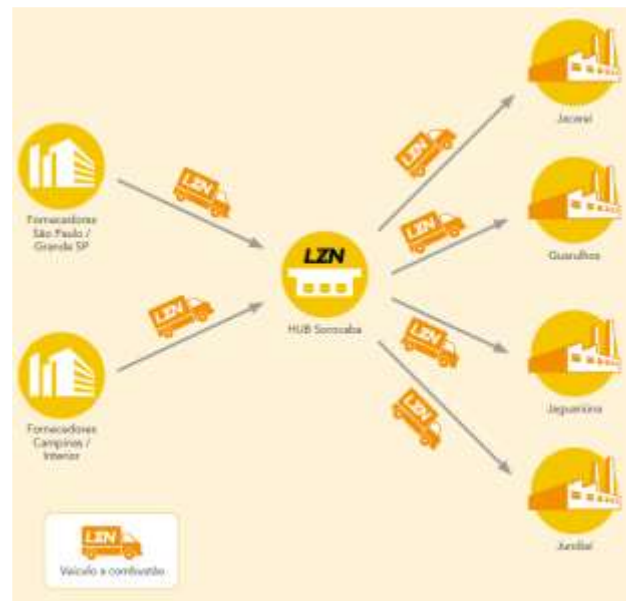 Jacareí
LZN
LZN
Fornecedores
São Paulo /
Grande SP
LZN
Guarulhos
LZN
HUB Sorocaba
LZN
LZN
Jaguariúna
Fornecedores
Campinas /
Interior
LZN
Jundiaí
LZN
Veículo a combustão